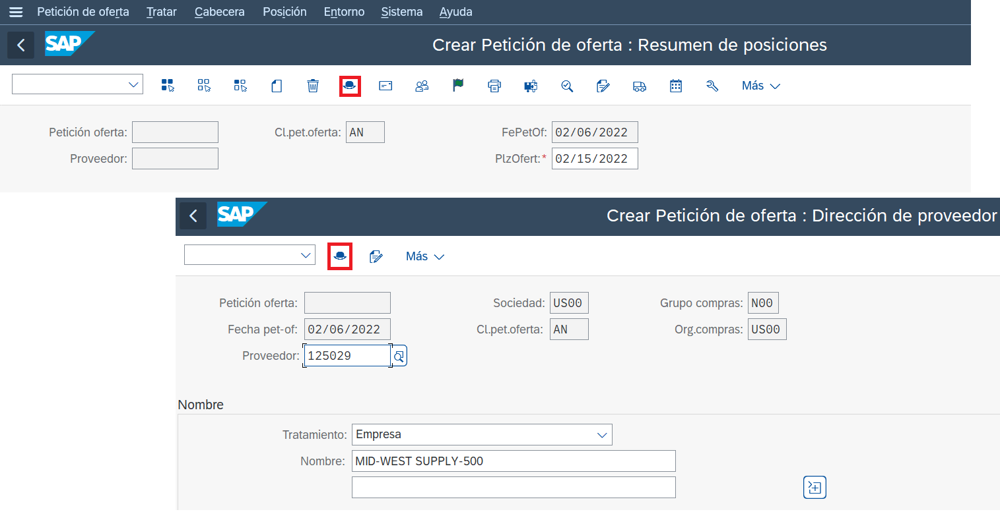 Petición de oferta Tratar Cabecera Posición Entorno Sistema Ayuda
SAP Crear Petición de oferta : Resumen de posiciones
Más
Petición oferta: Cl.pet.oferta: AN FePetOf: 02/06/2022
Proveedor: PlzOfert:* 02/15/2022
SAP Crear Petición de oferta : Dirección de proveedor
Más
Petición oferta: Sociedad: US00 Grupo compras: N00
Fecha pet-of: 02/06/2022 Cl.pet.oferta: AN Org.compras: US00
Proveedor: 125029
Nombre
Tratamiento: Empresa
Nombre: MID-WEST SUPPLY-500